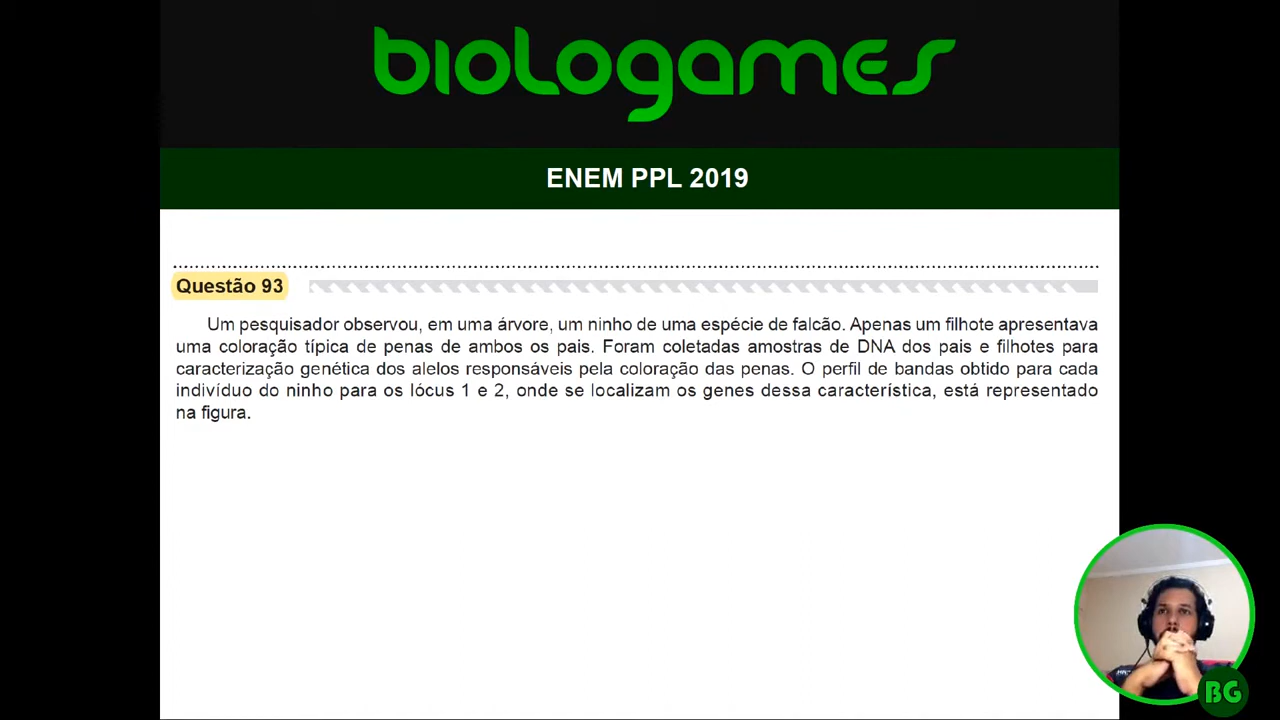 biologames
ENEM PPL 2019
Questão 93
Um pesquisador observou, em uma árvore, um ninho de uma espécie de falcão. Apenas um filhote apresentava
uma coloração típica de penas de ambos os pais. Foram coletadas amostras de DNA dos pais e filhotes para
caracterização genética dos alelos responsáveis pela coloração das penas. O perfil de bandas obtido para cada
indivíduo do ninho para os lócus 1 e 2, onde se localizam os genes dessa característica, está representado
na figura.
BG